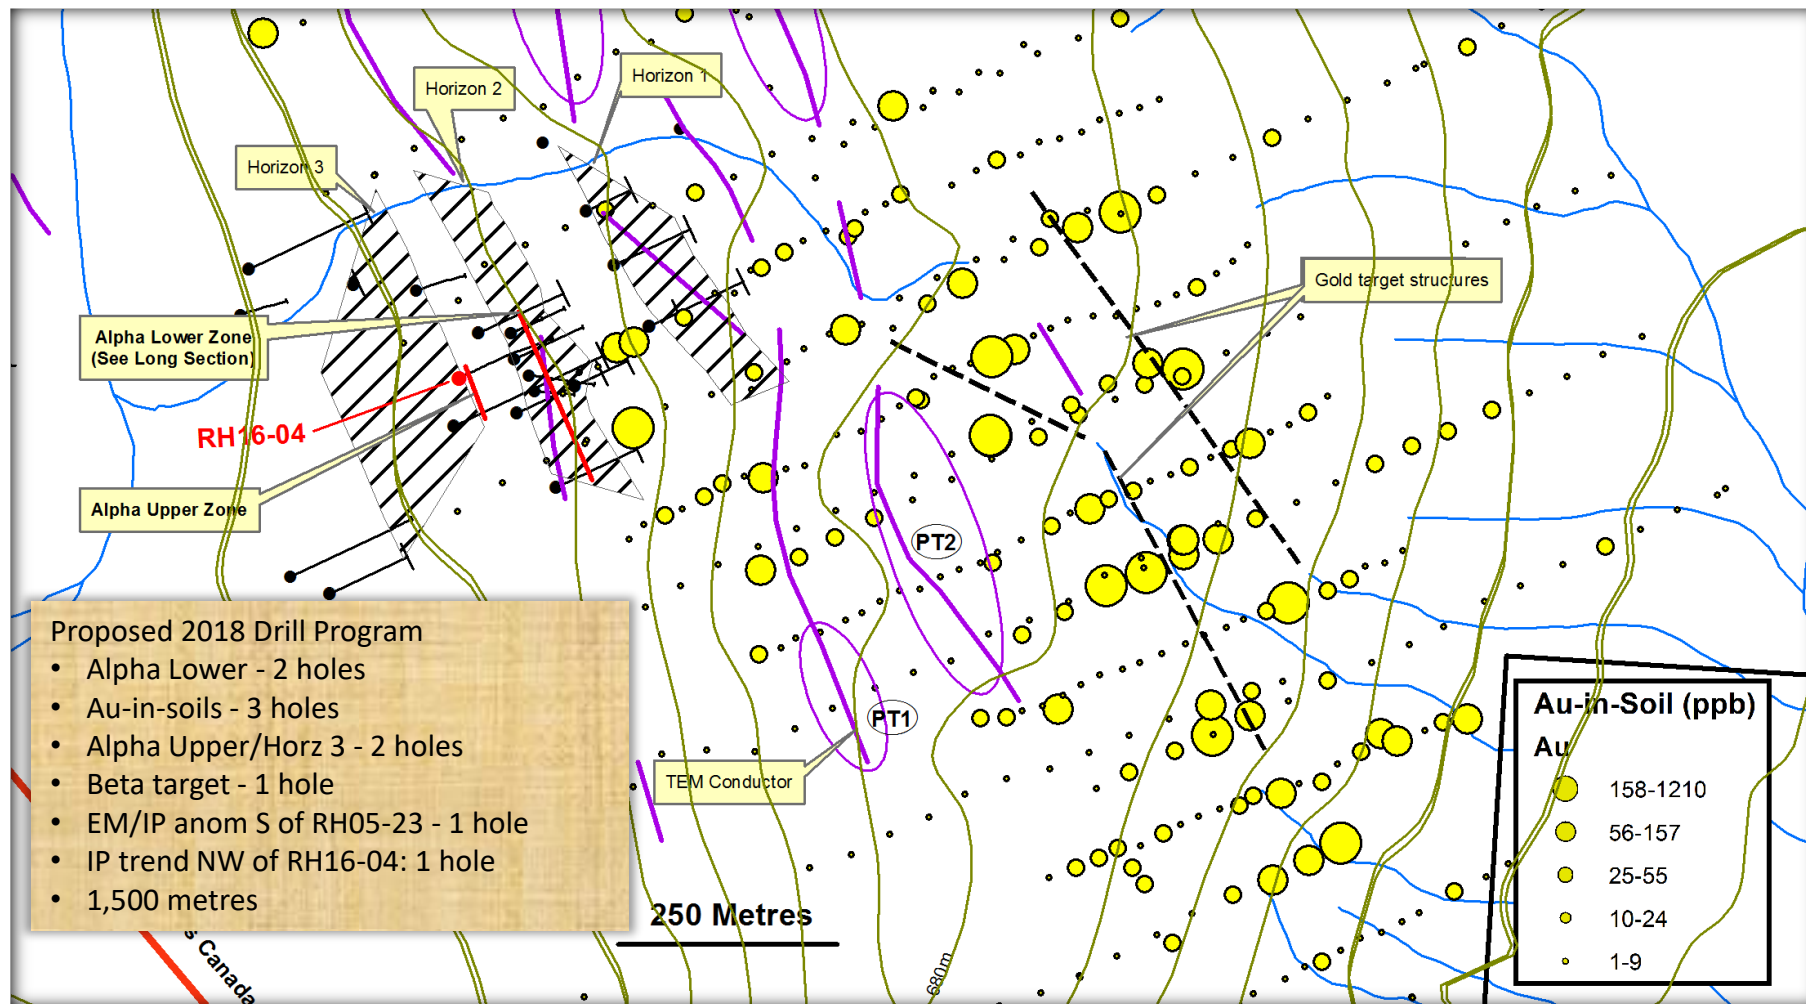 Horizon 1
Horizon 2
Horizon 3
Gold target structures
Alpha Lower Zone
(See Long Section)
RH16-04
Alpha Upper Zone
PT2
PT1
TEM Conductor
Proposed 2018 Drill Program
• Alpha Lower - 2 holes
• Au-in-soils - 3 holes
• Alpha Upper/Horz 3 - 2 holes
• Beta target - 1 hole
• EM/IP anom S of RH05-23 - 1 hole
• IP trend NW of RH16-04: 1 hole
• 1,500 metres
250 Metres
680m
s Canada
Au-in-Soil (ppb)
Au
158-1210
56-157
25-55
10-24
1-9